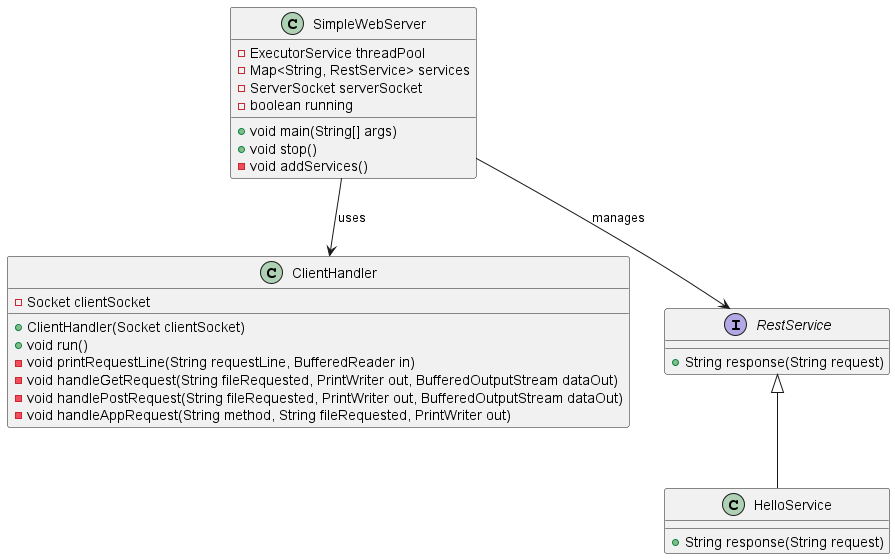 C SimpleWebServer
ExecutorService threadPool
Map<String, RestService> services
ServerSocket serverSocket
boolean running
void main(String[] args)
void stop()
void addServices()
uses
manages
C ClientHandler
Socket clientSocket
ClientHandler(Socket clientSocket)
void run()
void printRequestLine(String requestLine, BufferedReader in)
void handleGetRequest(String fileRequested, PrintWriter out, BufferedOutputStream dataOut)
void handlePostRequest(String fileRequested, PrintWriter out, BufferedOutputStream dataOut)
void handleAppRequest(String method, String fileRequested, PrintWriter out)
I RestService
String response(String request)
C HelloService
String response(String request)